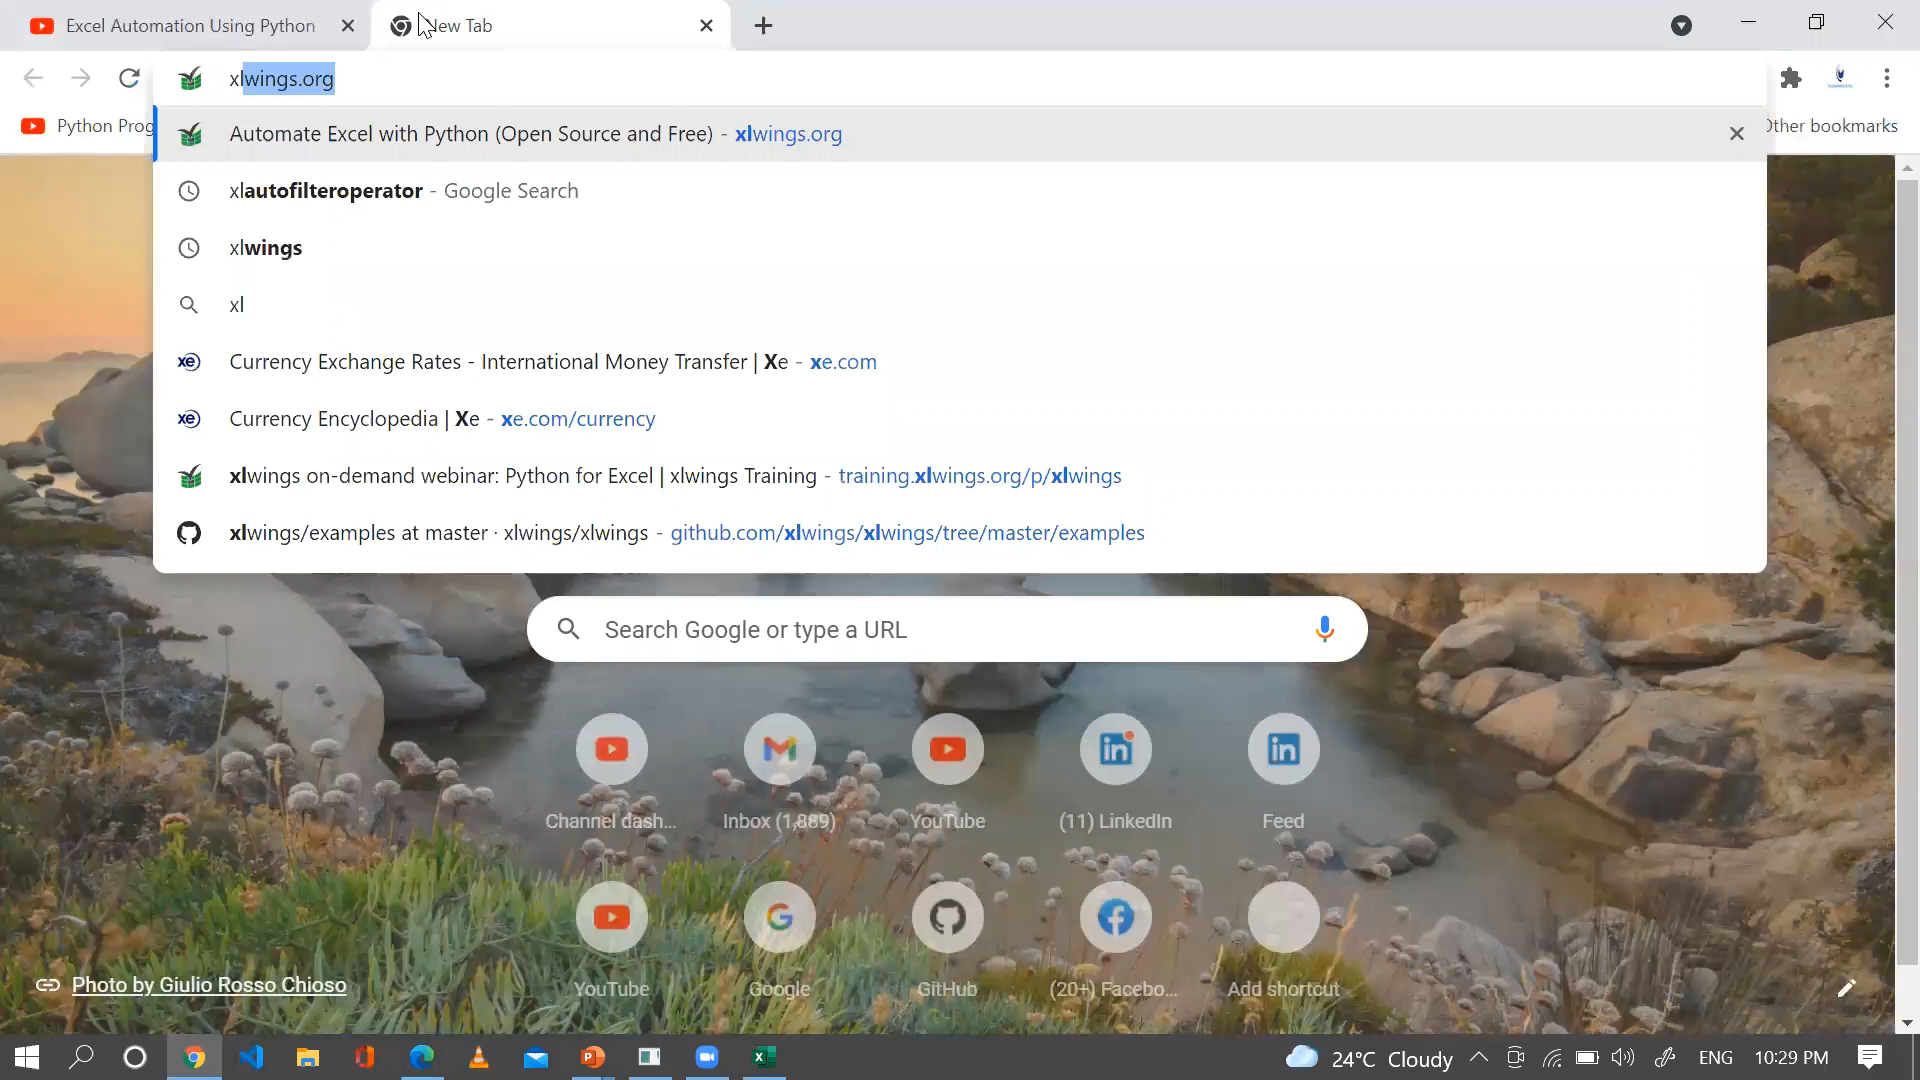 Excel Automation Using Python
New Tab
xlwings.org
Python Prog
Other bookmarks
Automate Excel with Python (Open Source and Free) - xlwings.org
xlautofilteroperator - Google Search
xlwings
xl
xe Currency Exchange Rates - International Money Transfer | Xe - xe.com
xe Currency Encyclopedia | Xe - xe.com/currency
xlwings on-demand webinar: Python for Excel | xlwings Training - training.xlwings.org/p/xlwings
xlwings/examples at master · xlwings/xlwings - github.com/xlwings/xlwings/tree/master/examples
Search Google or type a URL
Channel dash... Inbox (1,889) YouTube (11) LinkedIn Feed
YouTube Google GitHub (20+) Facebo... Add shortcut
Photo by Giulio Rosso Chioso
24°C Cloudy ENG 10:29 PM